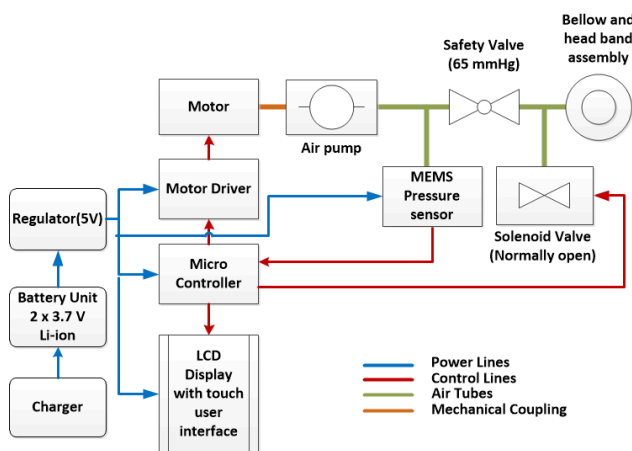 Bellow and
head band
assembly
Safety Valve
(65 mmHg)
Motor
Air pump
Motor Driver
MEMS
Pressure
sensor
Solenoid Valve
(Normally open)
Regulator(5V)
Micro
Controller
Battery Unit
2 x 3.7 V
Li-ion
LCD
Display
with touch
user
interface
Charger
Power Lines
Control Lines
Air Tubes
Mechanical Coupling